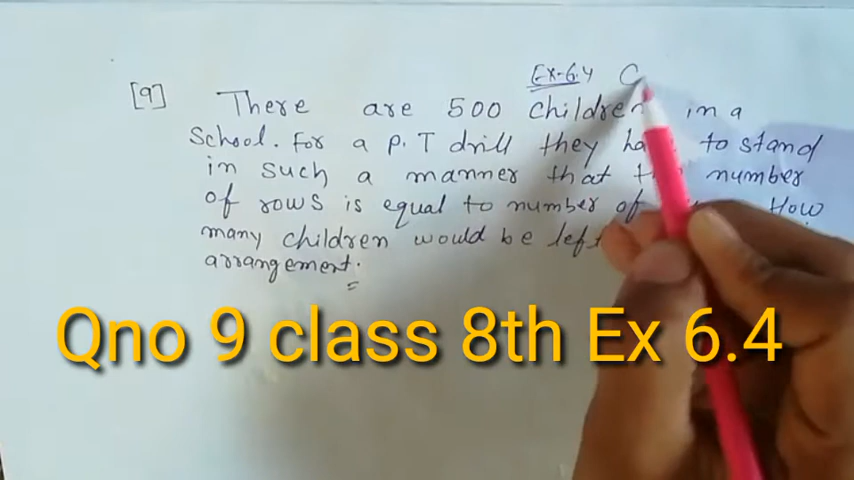 Ex-6.4 C
[9] There are 500 children in a
School. For a P.T drill they to stand
in such a manner that number
of rows is equal to number of How
many children would be left
arrangement.
Qno 9 class 8th Ex 6.4